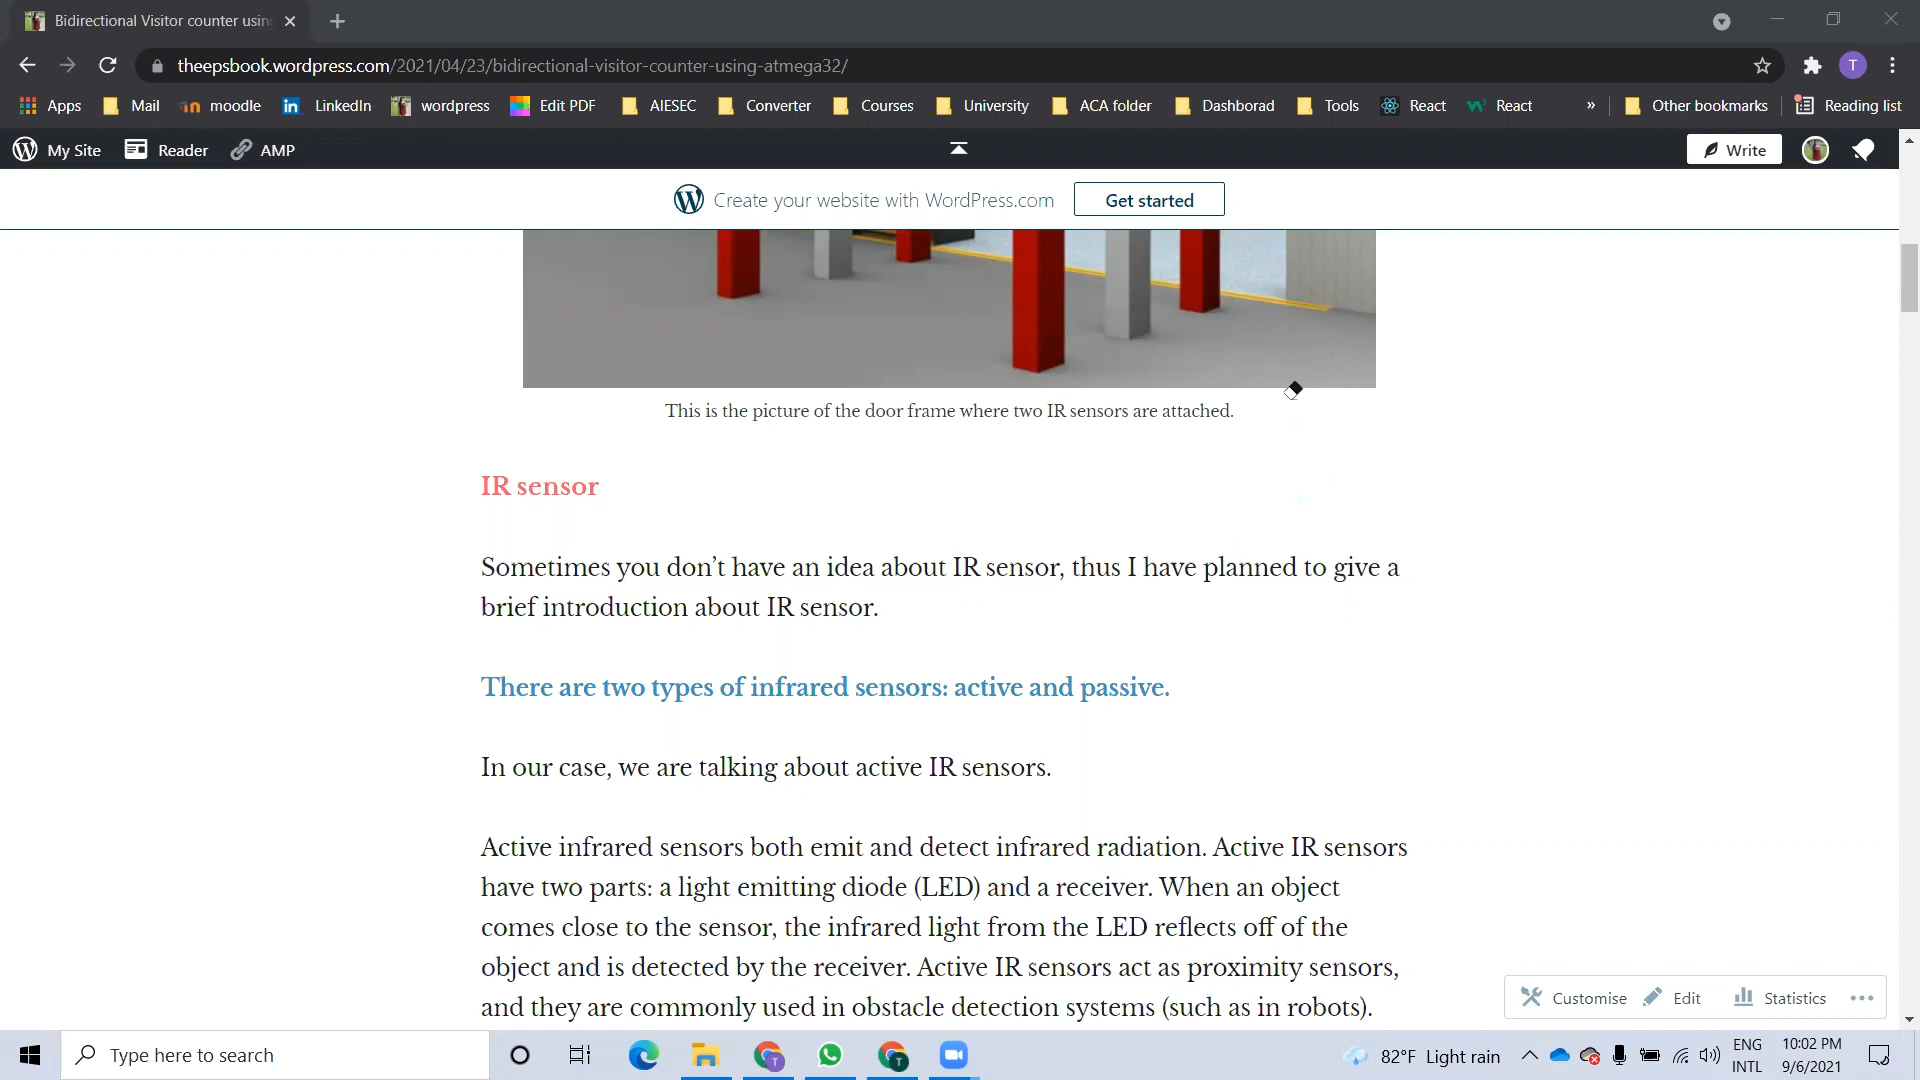 Bidirectional Visitor counter usin
theepsbook.wordpress.com/2021/04/23/bidirectional-visitor-counter-using-atmega32/
T
Apps Mail moodle LinkedIn wordpress Edit PDF AIESEC Converter Courses University ACA folder Dashborad Tools React React » Other bookmarks Reading list
My Site Reader AMP Write
Create your website with WordPress.com Get started
This is the picture of the door frame where two IR sensors are attached.
IR sensor
Sometimes you don’t have an idea about IR sensor, thus I have planned to give a
brief introduction about IR sensor.
There are two types of infrared sensors: active and passive.
In our case, we are talking about active IR sensors.
Active infrared sensors both emit and detect infrared radiation. Active IR sensors
have two parts: a light emitting diode (LED) and a receiver. When an object
comes close to the sensor, the infrared light from the LED reflects off of the
object and is detected by the receiver. Active IR sensors act as proximity sensors,
and they are commonly used in obstacle detection systems (such as in robots).
Customise Edit Statistics
Type here to search
82°F Light rain
ENG
INTL
10:02 PM
9/6/2021